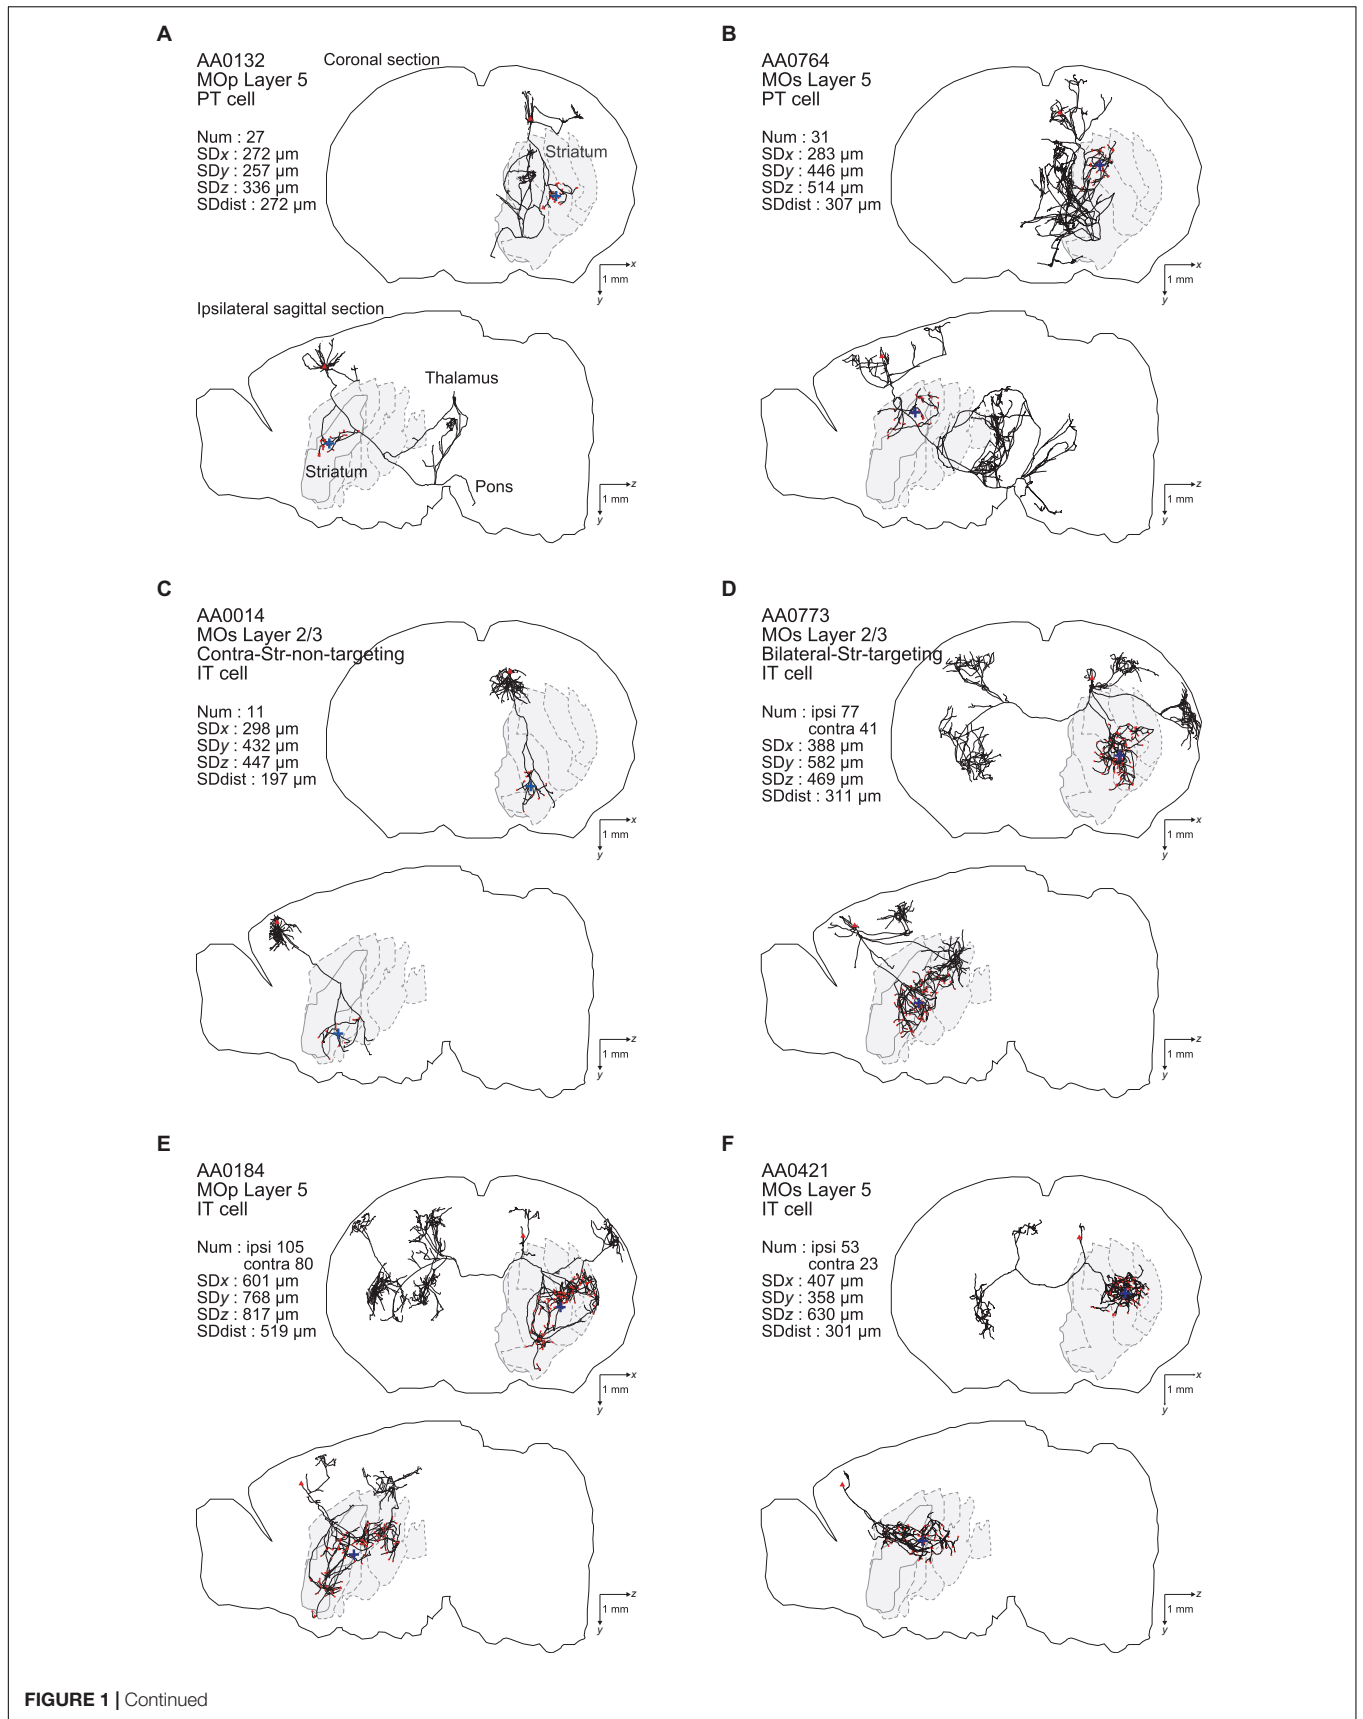 A
AA0132
MOp Layer 5
PT cell
Coronal section
Num : 27
SDx : 272 µm
SDy : 257 µm
SDz : 336 µm
SDdist : 272 µm
Striatum
x
1 mm
y
Ipsilateral sagittal section
Thalamus
Striatum
Pons
z
1 mm
y
B
AA0764
MOs Layer 5
PT cell
Num : 31
SDx : 283 µm
SDy : 446 µm
SDz : 514 µm
SDdist : 307 µm
x
1 mm
y
z
1 mm
y
C
AA0014
MOs Layer 2/3
Contra-Str-non-targeting
IT cell
Num : 11
SDx : 298 µm
SDy : 432 µm
SDz : 447 µm
SDdist : 197 µm
x
1 mm
y
z
1 mm
y
D
AA0773
MOs Layer 2/3
Bilateral-Str-targeting
IT cell
Num : ipsi 77
contra 41
SDx : 388 µm
SDy : 582 µm
SDz : 469 µm
SDdist : 311 µm
x
1 mm
y
z
1 mm
y
E
AA0184
MOp Layer 5
IT cell
Num : ipsi 105
contra 80
SDx : 601 µm
SDy : 768 µm
SDz : 817 µm
SDdist : 519 µm
x
1 mm
y
z
1 mm
y
F
AA0421
MOs Layer 5
IT cell
Num : ipsi 53
contra 23
SDx : 407 µm
SDy : 358 µm
SDz : 630 µm
SDdist : 301 µm
x
1 mm
y
z
1 mm
y
FIGURE 1 | Continued